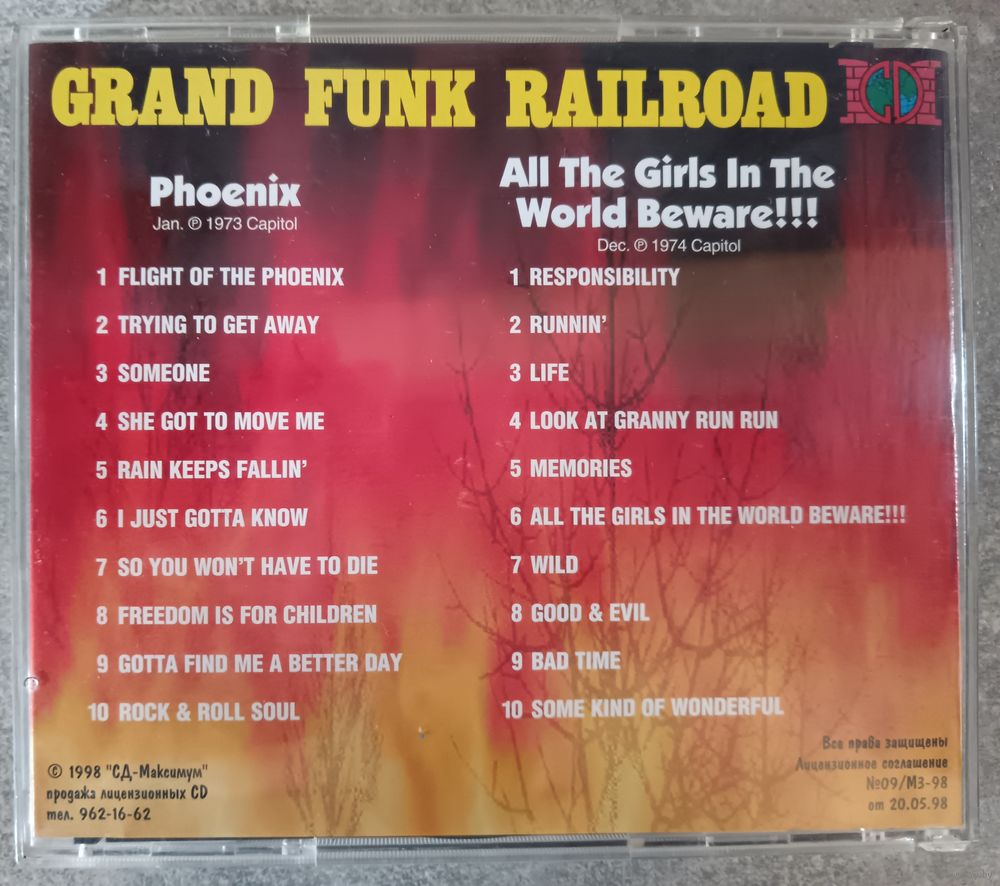 GRAND FUNK RAILROAD
CD
Phoenix
Jan. ℗ 1973 Capitol
1 FLIGHT OF THE PHOENIX
2 TRYING TO GET AWAY
3 SOMEONE
4 SHE GOT TO MOVE ME
5 RAIN KEEPS FALLIN'
6 I JUST GOTTA KNOW
7 SO YOU WON'T HAVE TO DIE
8 FREEDOM IS FOR CHILDREN
9 GOTTA FIND ME A BETTER DAY
10 ROCK & ROLL SOUL
All The Girls In The
World Beware!!!
Dec. ℗ 1974 Capitol
1 RESPONSIBILITY
2 RUNNIN'
3 LIFE
4 LOOK AT GRANNY RUN RUN
5 MEMORIES
6 ALL THE GIRLS IN THE WORLD BEWARE!!!
7 WILD
8 GOOD & EVIL
9 BAD TIME
10 SOME KIND OF WONDERFUL
© 1998 "СД-Максимум"
продажа лицензионных CD
тел. 962-16-62
Все права защищены
Лицензионное соглашение
№09/МЗ-98
от 20.05.98